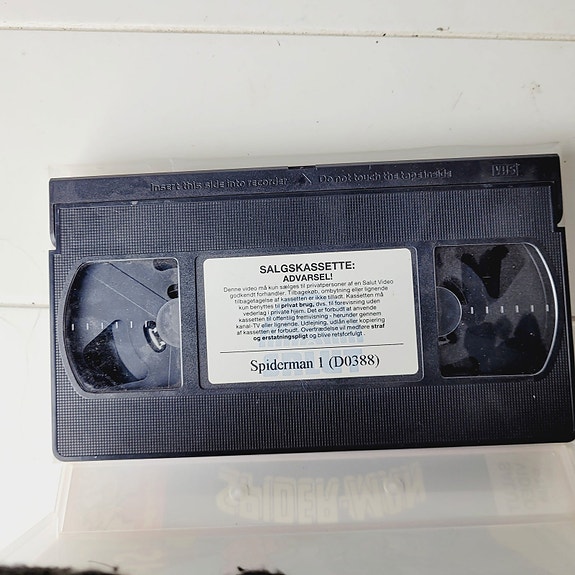 Insert this side into recorder Do not touch the tape inside VHS
SALGSKASSETTE:
ADVARSEL!
Denne video må kun sælges til privatpersoner af en Salut Video
godkendt forhandler. Tilbagekøb, ombytning eller lignende
tilbagetagelse af kassetten er ikke tilladt. Kassetten må
kun benyttes til privat brug, dvs. til forevisning uden
vederlag i private hjem. Det er forbudt at anvende
kassetten til offentlig fremvisning - herunder gennem
kanal-TV eller lignende. Udlejning, udlån eller kopiering
af kassetten er forbudt. Overtrædelse vil medføre straf
og erstatningspligt og blive retsforfulgt .
Spiderman 1 (D0388)
SPIDER-MAN